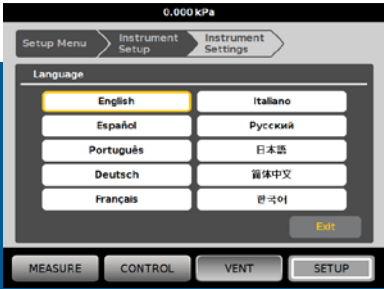 0.000 kPa
Setup Menu
Instrument
Setup
Instrument
Settings
Language
English
Italiano
Español
Русский
Português
日本語
Deutsch
简体中文
Français
한국어
Exit
MEASURE
CONTROL
VENT
SETUP